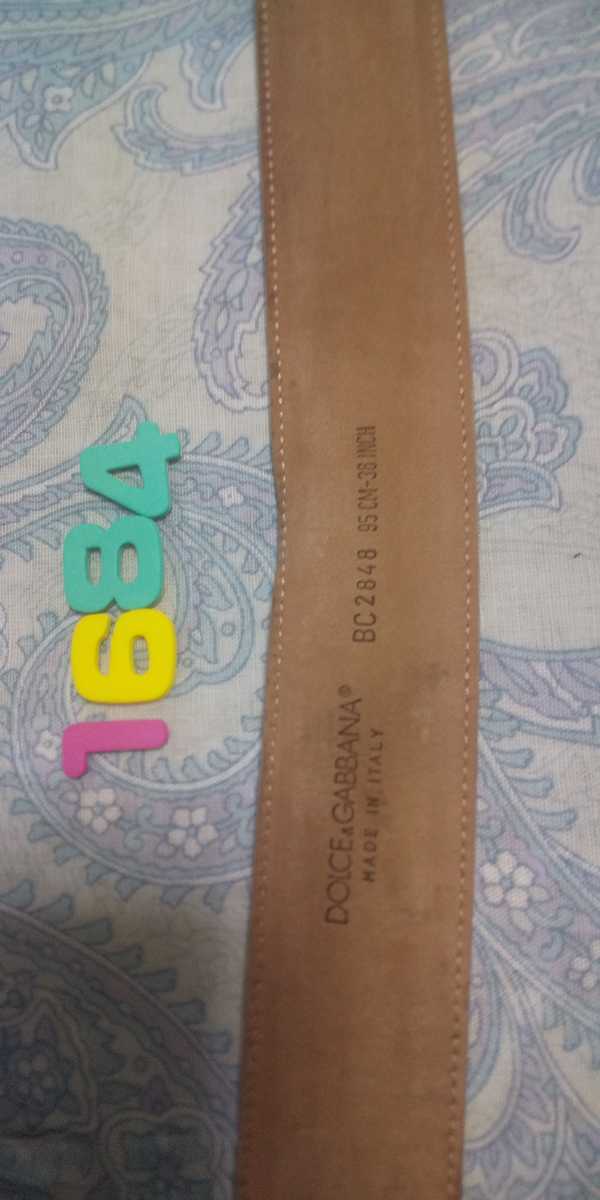 1684
DOLCE&GABBANA®
MADE IN ITALY
BC2848 95 CM-38 INCH